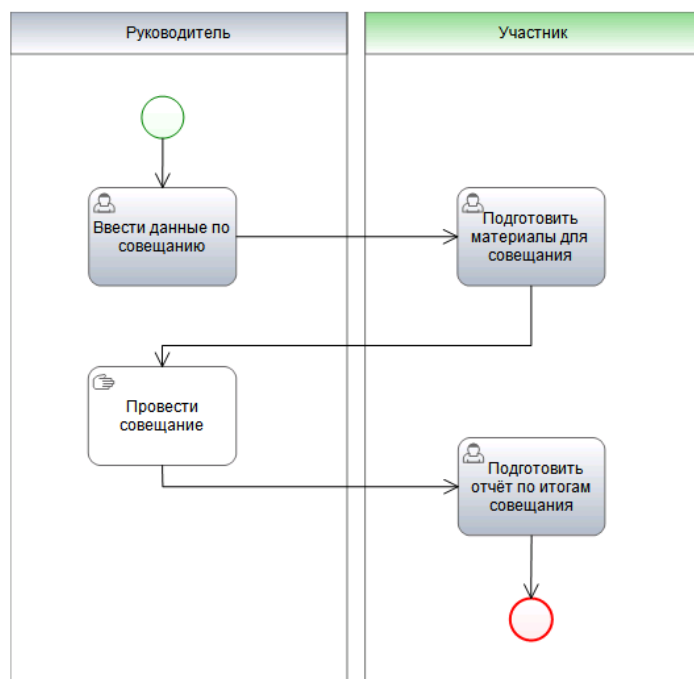 Руководитель
Участник
Ввести данные по
совещанию
Подготовить
материалы для
совещания
Провести
совещание
Подготовить
отчёт по итогам
совещания